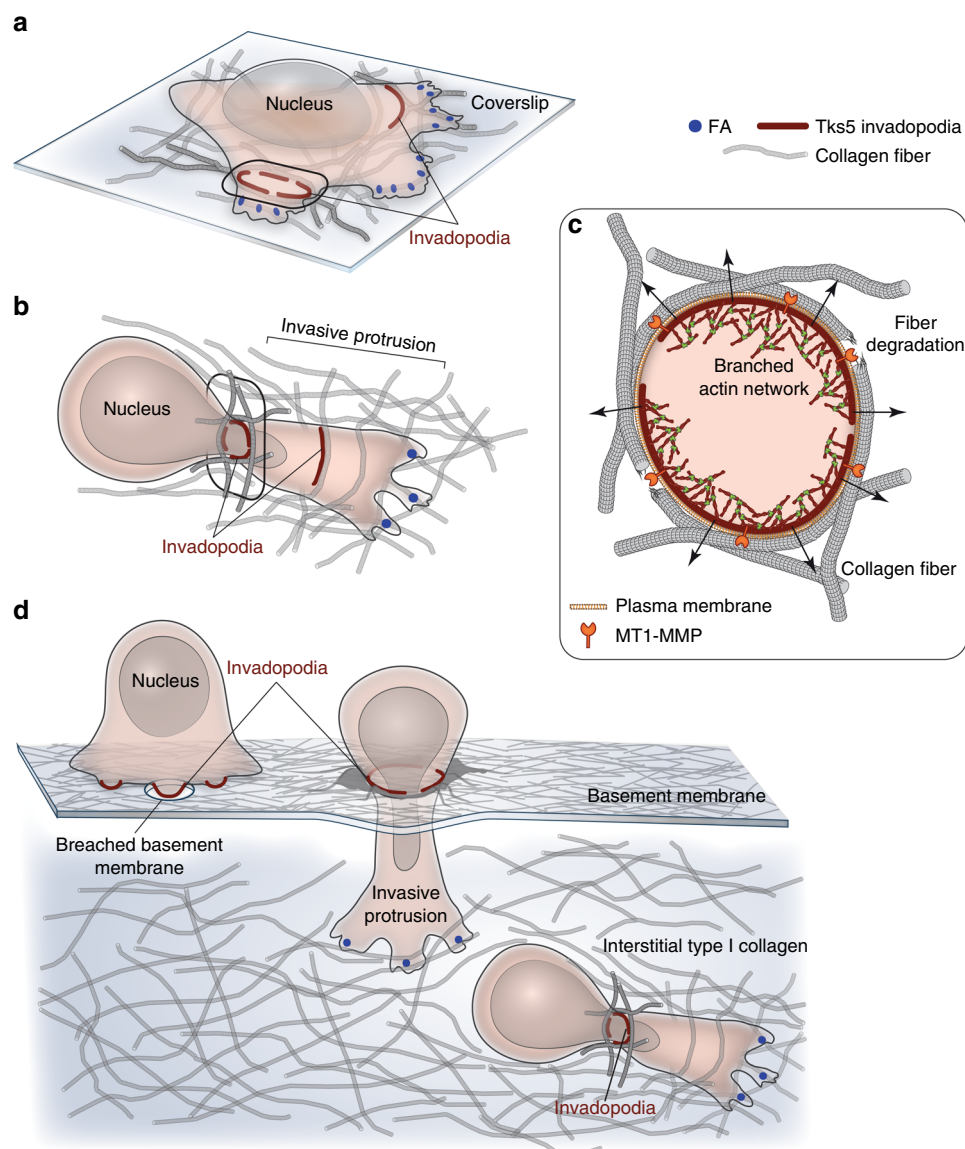 a
Nucleus
Coverslip
Invadopodia
FA
Tks5 invadopodia
Collagen fiber
b
Invasive protrusion
Nucleus
Invadopodia
c
Fiber
degradation
Branched
actin network
Collagen fiber
Plasma membrane
MT1-MMP
d
Invadopodia
Nucleus
Basement membrane
Breached basement
membrane
Invasive
protrusion
Interstitial type I collagen
Invadopodia